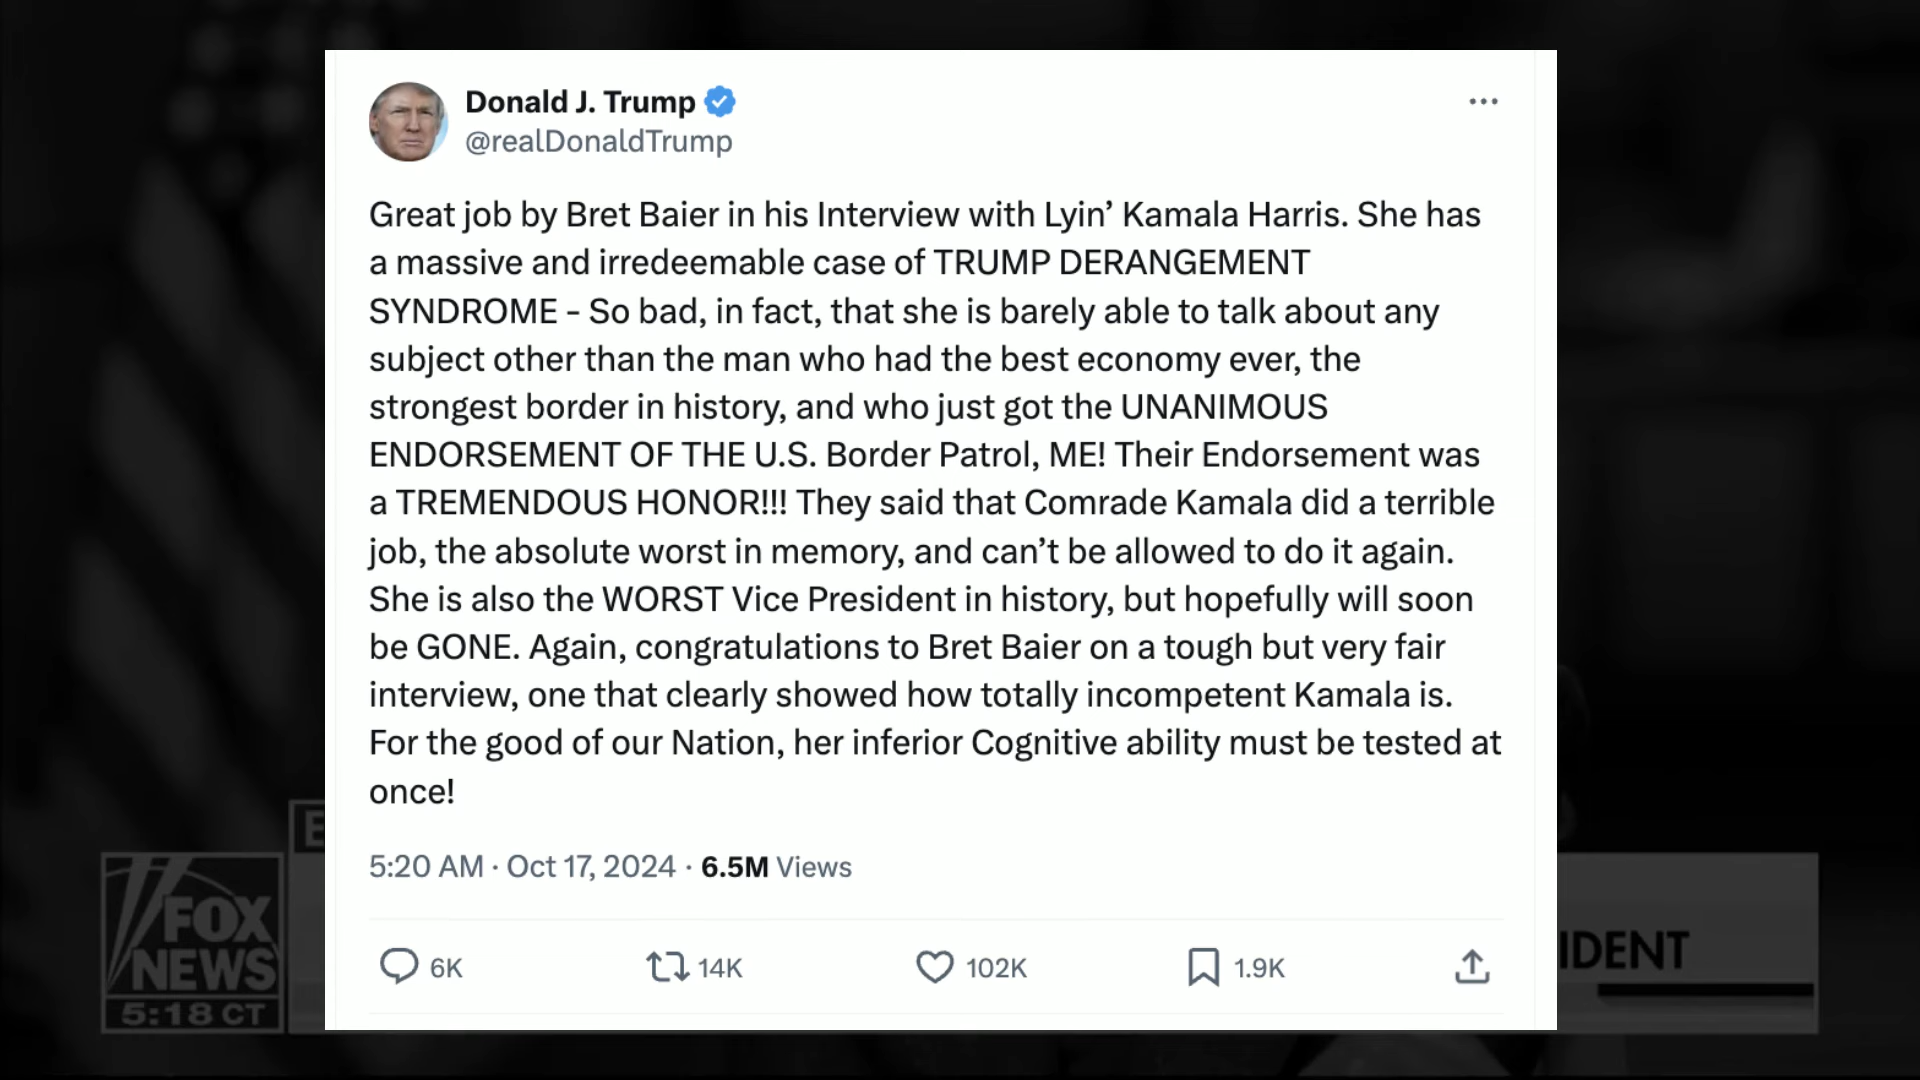 Donald J. Trump
@realDonaldTrump
Great job by Bret Baier in his Interview with Lyin’ Kamala Harris. She has
a massive and irredeemable case of TRUMP DERANGEMENT
SYNDROME - So bad, in fact, that she is barely able to talk about any
subject other than the man who had the best economy ever, the
strongest border in history, and who just got the UNANIMOUS
ENDORSEMENT OF THE U.S. Border Patrol, ME! Their Endorsement was
a TREMENDOUS HONOR!!! They said that Comrade Kamala did a terrible
job, the absolute worst in memory, and can’t be allowed to do it again.
She is also the WORST Vice President in history, but hopefully will soon
be GONE. Again, congratulations to Bret Baier on a tough but very fair
interview, one that clearly showed how totally incompetent Kamala is.
For the good of our Nation, her inferior Cognitive ability must be tested at
once!
5:20 AM · Oct 17, 2024 · 6.5M Views
6K 14K 102K 1.9K
FOX
NEWS
5:18 CT
IDENT